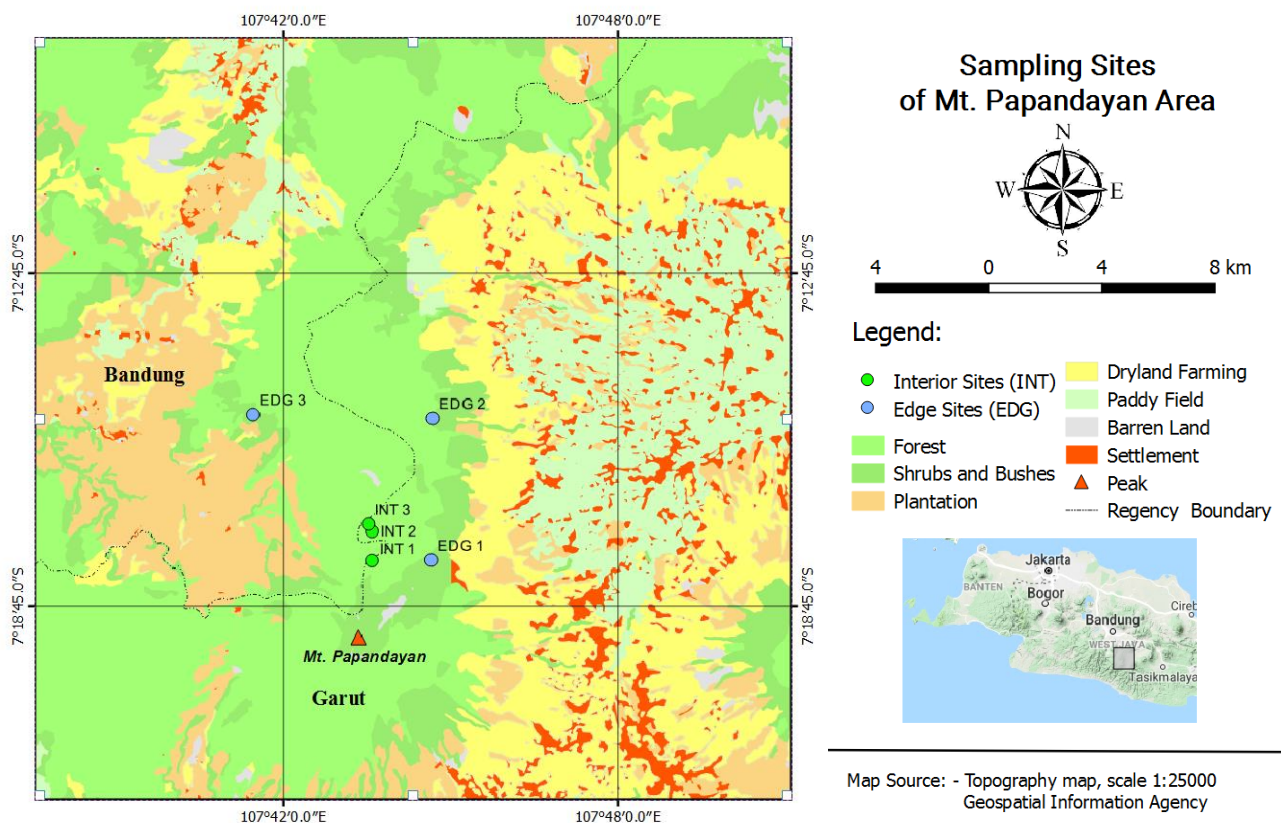 107°42′0.0″E
107°48′0.0″E
7°12′45.0″S
7°12′45.0″S
7°18′45.0″S
7°18′45.0″S
107°42′0.0″E
107°48′0.0″E
Bandung
EDG 3
EDG 2
INT 3
INT 2
INT 1
EDG 1
Mt. Papandayan
Garut
Sampling Sites
of Mt. Papandayan Area
N
W
E
S
4
0
4
8 km
Legend:
Interior Sites (INT)
Edge Sites (EDG)
Forest
Shrubs and Bushes
Plantation
Dryland Farming
Paddy Field
Barren Land
Settlement
Peak
Regency Boundary
Jakarta
BANTEN
Bogor
Cireb
Bandung
WEST JAVA
Tasikmalaya
Map Source: - Topography map, scale 1:25000
Geospatial Information Agency